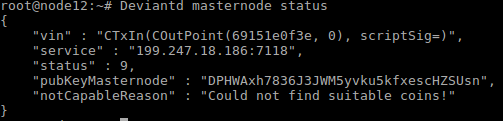 root@node12:~# Deviantd masternode status
{
    "vin" : "CTxIn(COutPoint(69151e0f3e, 0), scriptSig=)",
    "service" : "199.247.18.186:7118",
    "status" : 9,
    "pubKeyMasternode" : "DPHWAxh7836J3JWM5yvku5kfxescHZSUsn",
    "notCapableReason" : "Could not find suitable coins!"
}